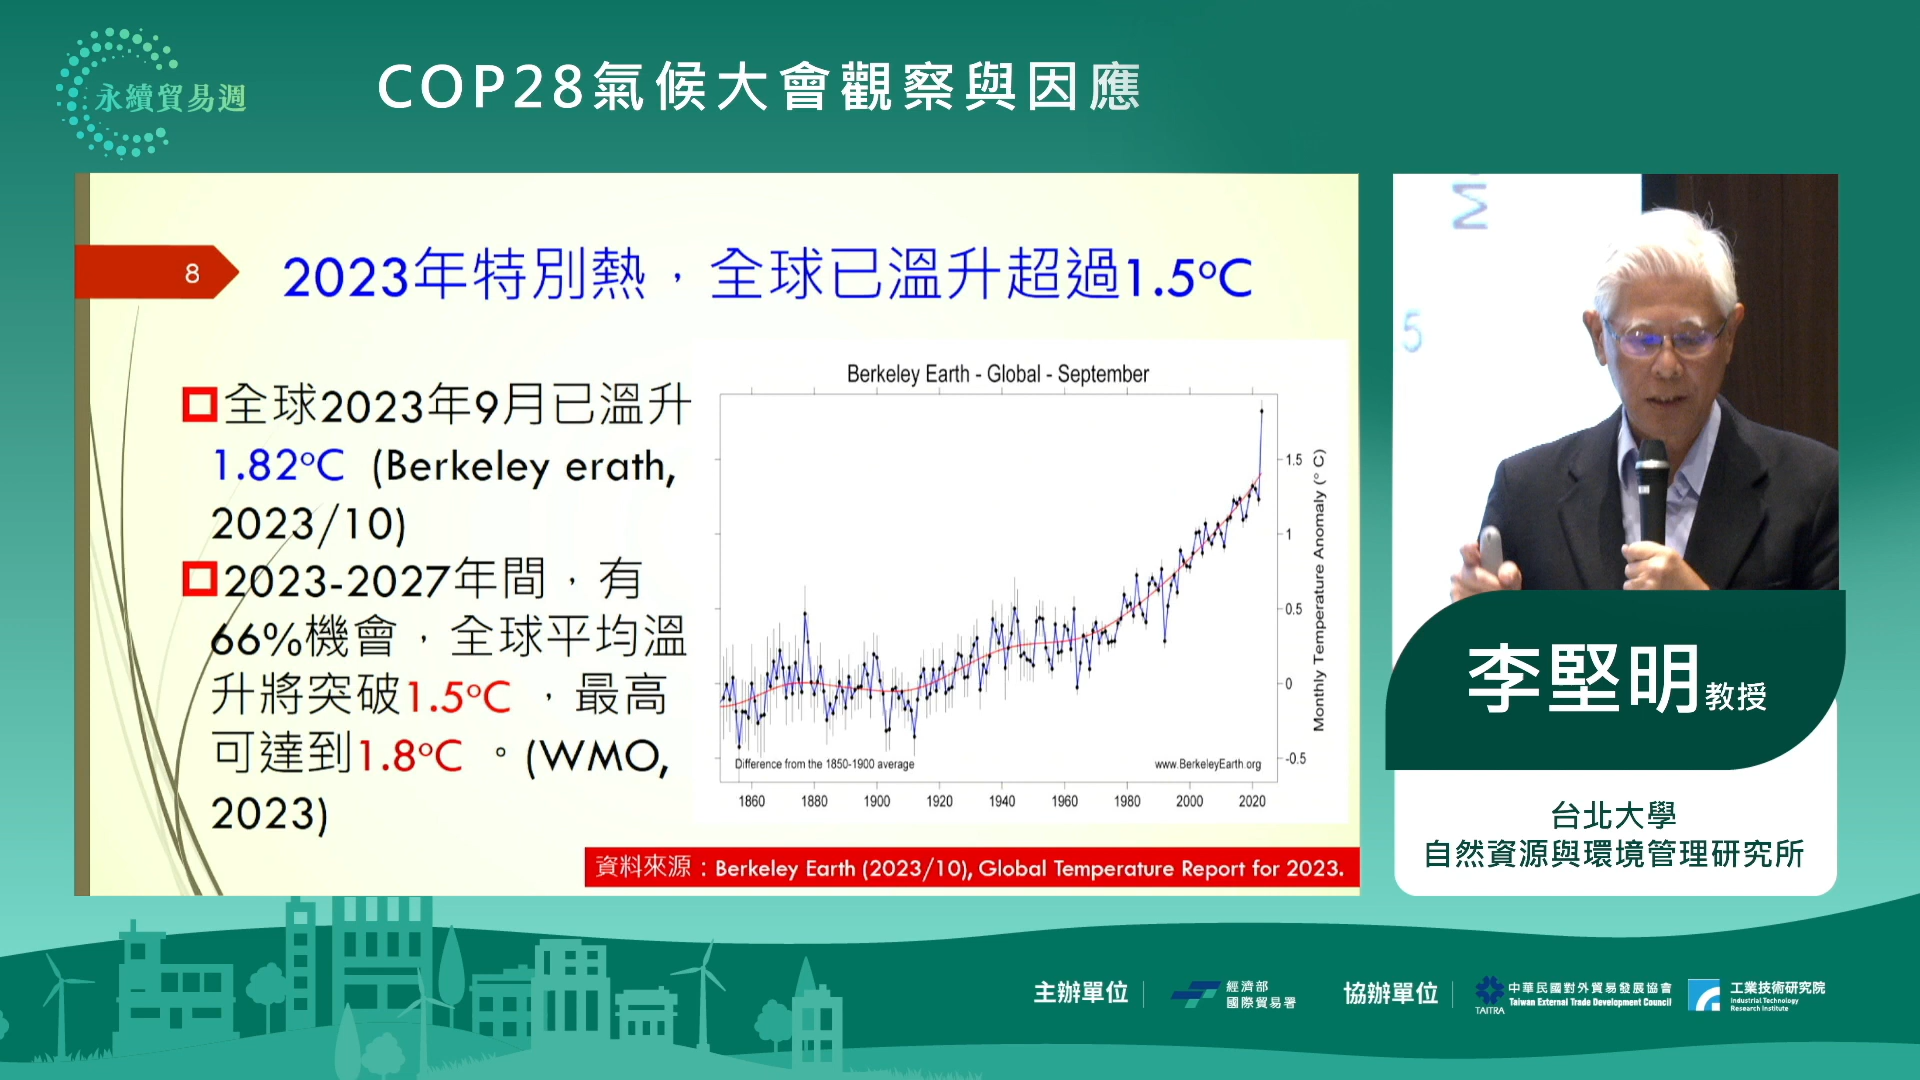 永續貿易週
COP28氣候大會觀察與因應
8
2023年特別熱，全球已溫升超過1.5°C
全球2023年9月已溫升
1.82°C (Berkeley erath,
2023/10)
2023-2027年間，有
66%機會，全球平均溫
升將突破1.5°C ，最高
可達到1.8°C 。(WMO,
2023)
Berkeley Earth - Global - September
1.5
1
0.5
0
-0.5
Monthly Temperature Anomaly (° C)
Difference from the 1850-1900 average
www.BerkeleyEarth.org
1860 1880 1900 1920 1940 1960 1980 2000 2020
資料來源：Berkeley Earth (2023/10), Global Temperature Report for 2023.
M
5
李堅明教授
台北大學
自然資源與環境管理研究所
主辦單位
經濟部
國際貿易署
協辦單位
TAITRA
中華民國對外貿易發展協會
Taiwan External Trade Development Council
工業技術研究院
Industrial Technology
Research Institute